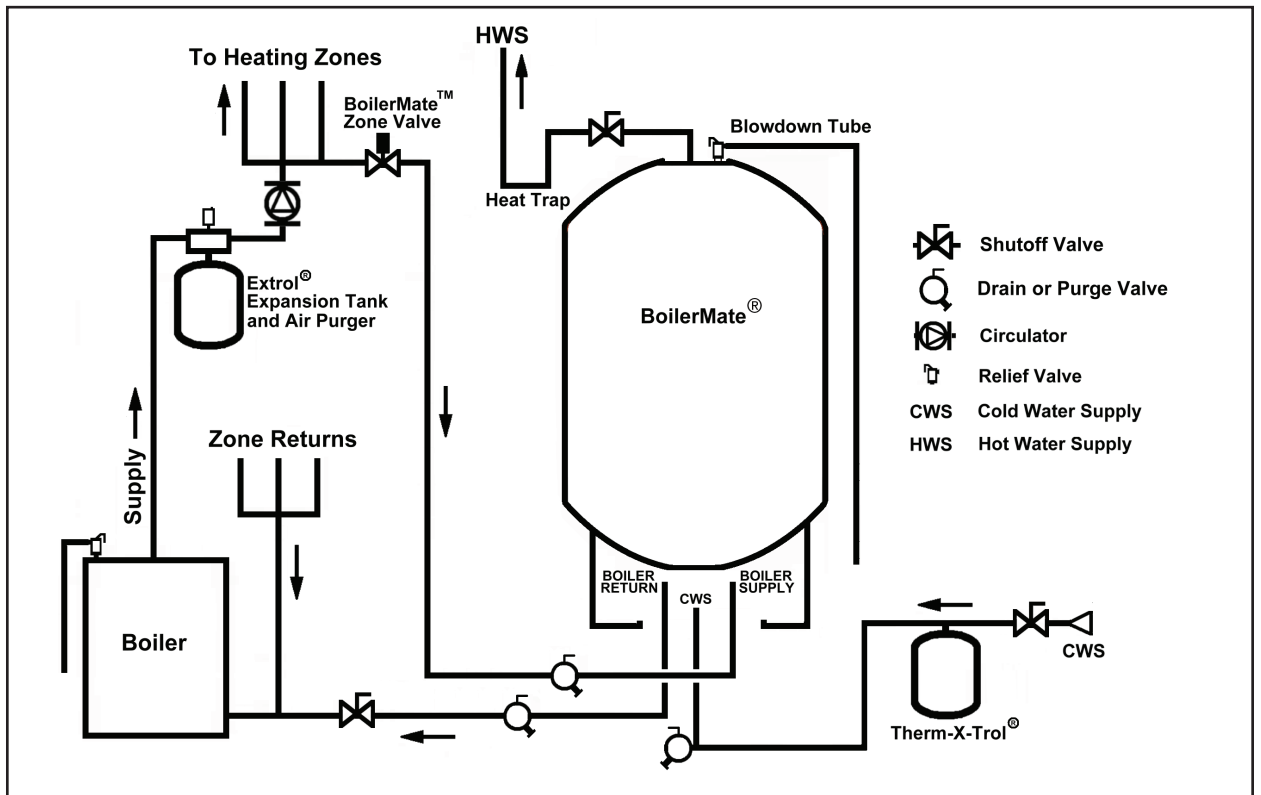 HWS
To Heating Zones
BoilerMate™
Zone Valve
Blowdown Tube
Heat Trap
Extrol®
Expansion Tank
and Air Purger
BoilerMate®
Shutoff Valve
Drain or Purge Valve
Circulator
Relief Valve
CWS Cold Water Supply
HWS Hot Water Supply
Supply
Zone Returns
BOILER
RETURN
CWS
BOILER
SUPPLY
Boiler
CWS
Therm-X-Trol®